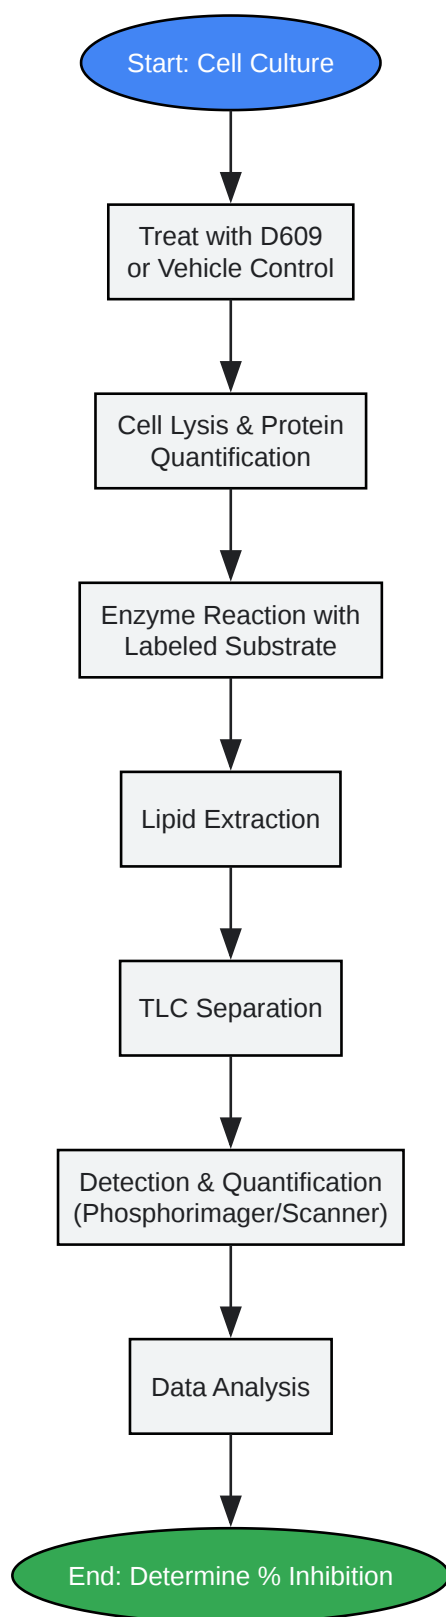 Start: Cell Culture
Treat with D609
or Vehicle Control
Cell Lysis & Protein
Quantification
Enzyme Reaction with
Labeled Substrate
Lipid Extraction
TLC Separation
Detection & Quantification
(Phosphorimager/Scanner)
Data Analysis
End: Determine % Inhibition